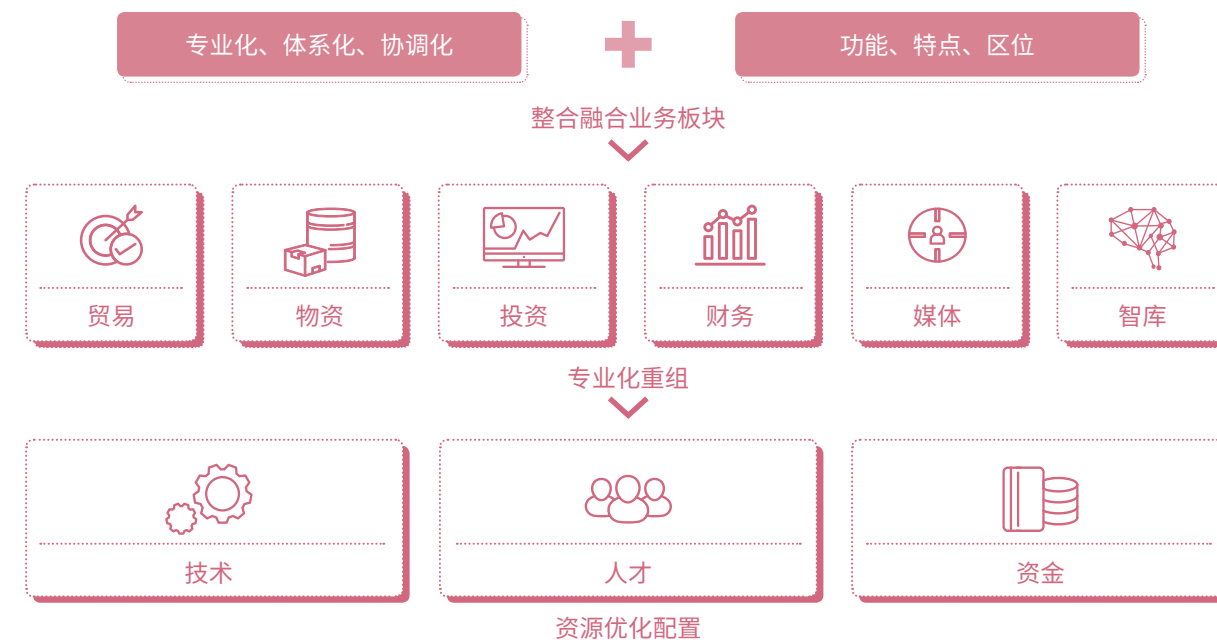 专业化、体系化、协调化
功能、特点、区位
整合融合业务板块
贸易
物资
投资
财务
媒体
智库
专业化重组
技术
人才
资金
资源优化配置